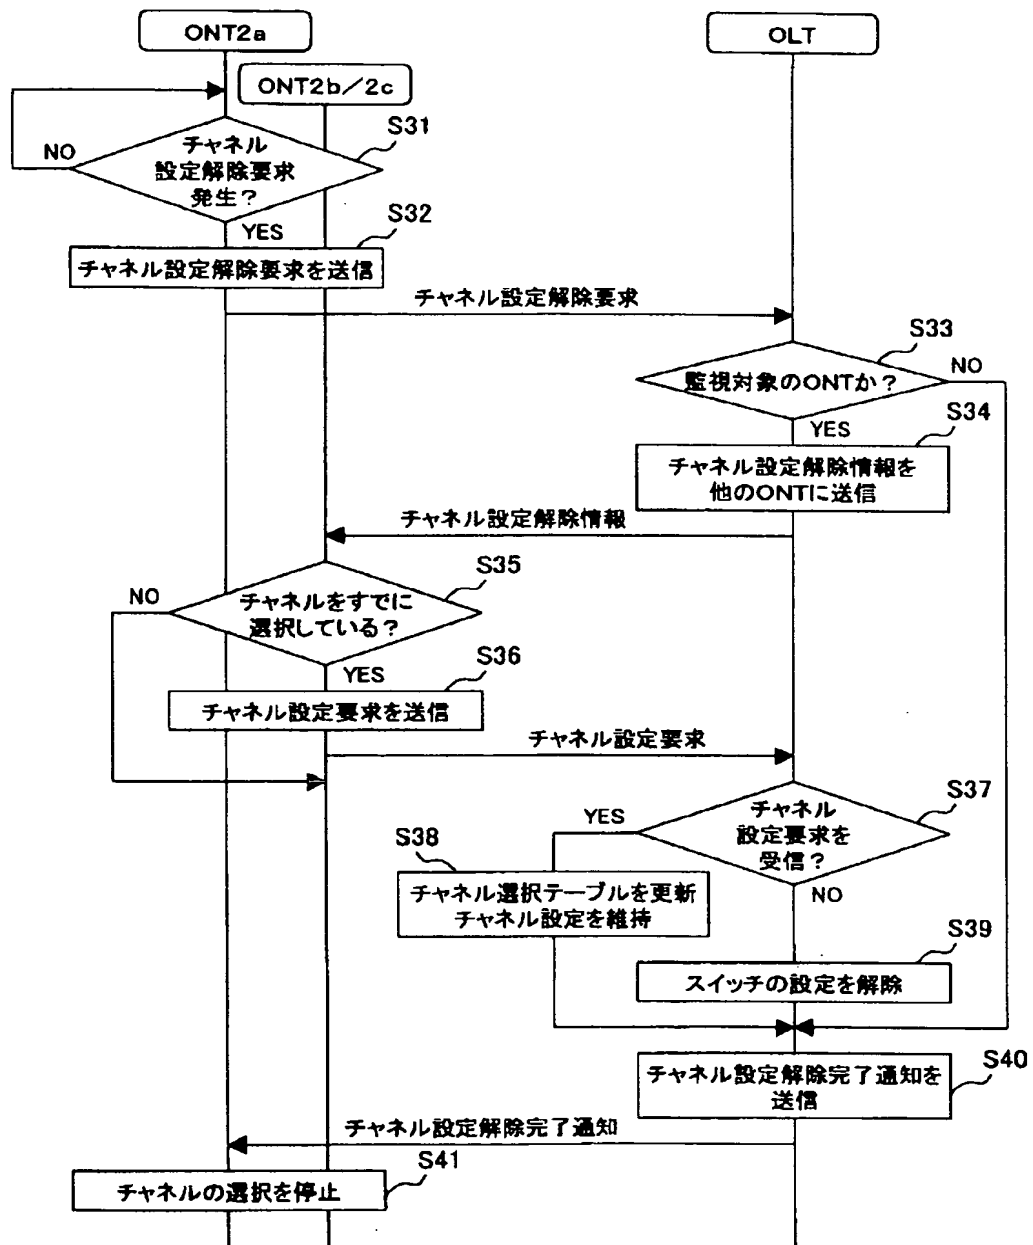 ONT2a
OLT
ONT2b／2c
S31
チャネル
設定解除要求
発生？
NO
YES
S32
チャネル設定解除要求を送信
チャネル設定解除要求
S33
監視対象のONTか？
NO
YES
S34
チャネル設定解除情報を
他のONTに送信
チャネル設定解除情報
S35
チャネルをすでに
選択している？
NO
YES
S36
チャネル設定要求を送信
チャネル設定要求
S37
チャネル
設定要求を
受信？
YES
NO
S38
チャネル選択テーブルを更新
チャネル設定を維持
S39
スイッチの設定を解除
S40
チャネル設定解除完了通知を
送信
チャネル設定解除完了通知
S41
チャネルの選択を停止